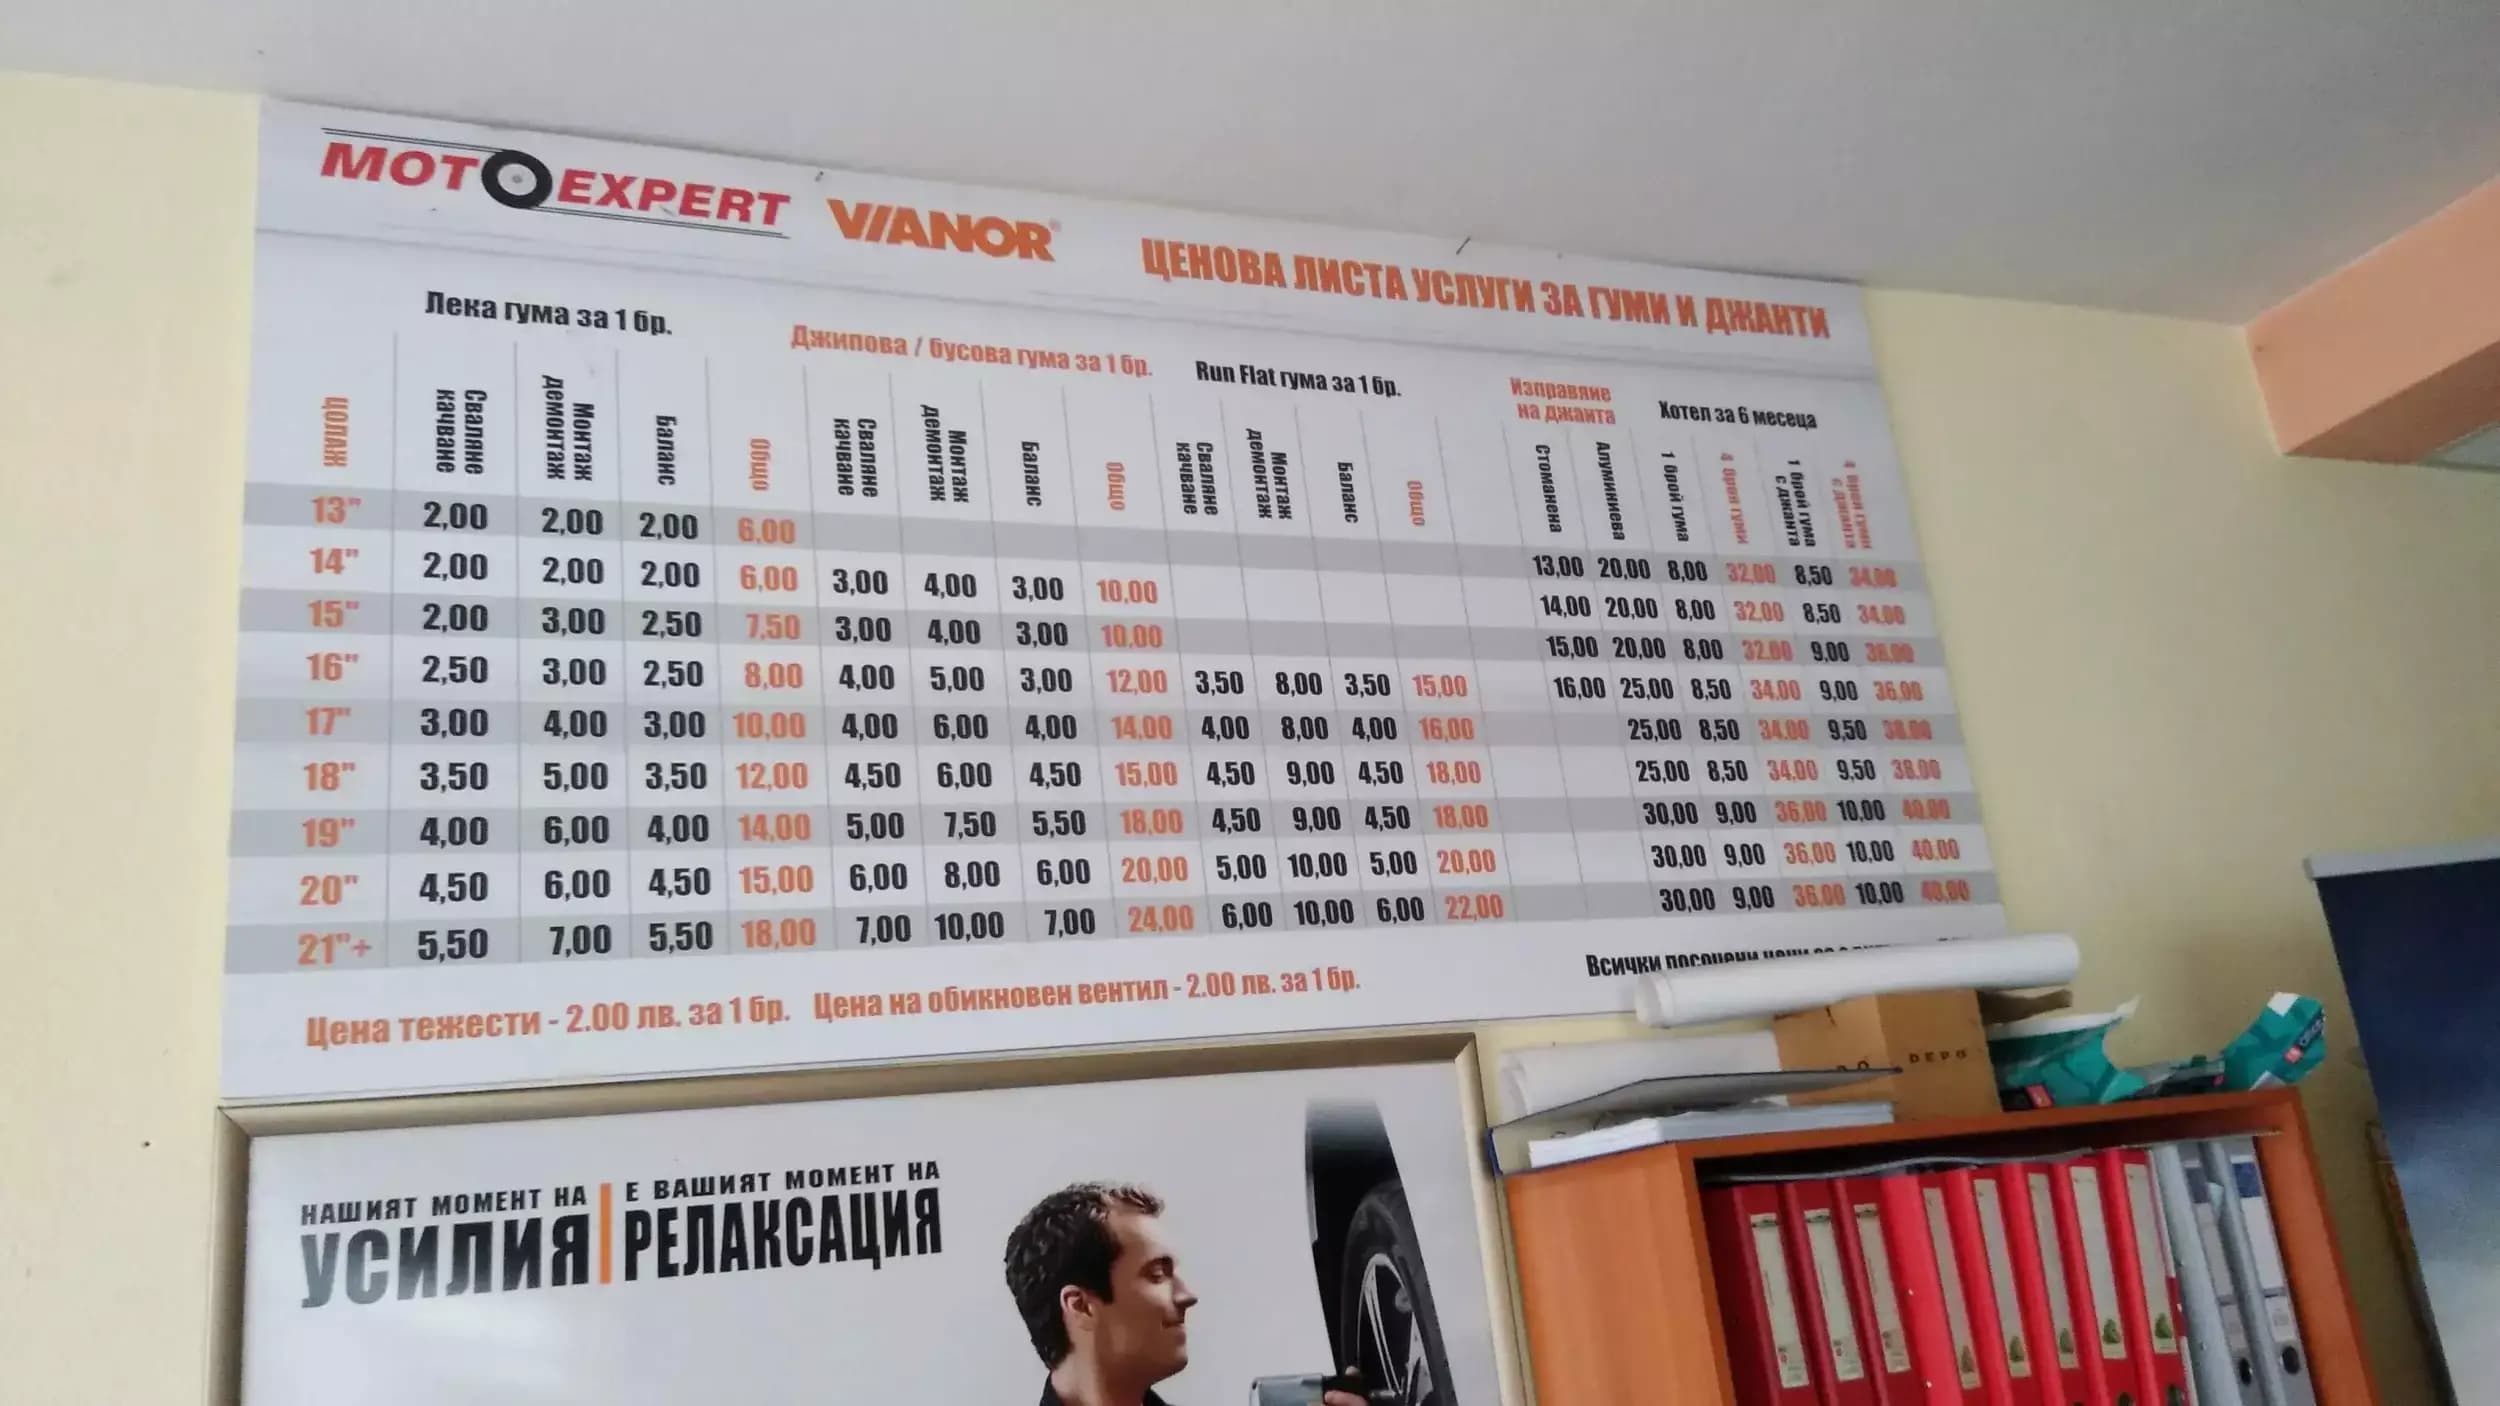 MOTOEXPERT VIANOR®
ЦЕНОВА ЛИСТА УСЛУГИ ЗА ГУМИ И ДЖАНТИ
Лека гума за 1 бр.
Джипова / бусова гума за 1 бр.
Run Flat гума за 1 бр.
Изправяне
на джанта
Хотел за 6 месеца
ЦОЛАЖ
Сваляне
качване
Монтаж
демонтаж
Баланс
Общо
Сваляне
качване
Монтаж
демонтаж
Баланс
Общо
Сваляне
качване
Монтаж
демонтаж
Баланс
Общо
Стоманена
Алуминиева
1 брой гума
4 броя гуми
1 брой гума
с джанта
4 броя гуми
с джанта
13" 2,00 2,00 2,00 6,00 13,00 20,00 8,00 32,00 8,50 34,00
14" 2,00 2,00 2,00 6,00 3,00 4,00 3,00 10,00 14,00 20,00 8,00 32,00 8,50 34,00
15" 2,00 3,00 2,50 7,50 3,00 4,00 3,00 10,00 15,00 20,00 8,00 32,00 9,00 36,00
16" 2,50 3,00 2,50 8,00 4,00 5,00 3,00 12,00 3,50 8,00 3,50 15,00 16,00 25,00 8,50 34,00 9,00 36,00
17" 3,00 4,00 3,00 10,00 4,00 6,00 4,00 14,00 4,00 8,00 4,00 16,00 25,00 8,50 34,00 9,50 38,00
18" 3,50 5,00 3,50 12,00 4,50 6,00 4,50 15,00 4,50 9,00 4,50 18,00 25,00 8,50 34,00 9,50 38,00
19" 4,00 6,00 4,00 14,00 5,00 7,50 5,50 18,00 4,50 9,00 4,50 18,00 30,00 9,00 36,00 10,00 40,00
20" 4,50 6,00 4,50 15,00 6,00 8,00 6,00 20,00 5,00 10,00 5,00 20,00 30,00 9,00 36,00 10,00 40,00
21"+ 5,50 7,00 5,50 18,00 7,00 10,00 7,00 24,00 6,00 10,00 6,00 22,00 30,00 9,00 36,00 10,00 40,00
Цена тежести - 2.00 лв. за 1 бр. Цена на обикновен вентил - 2.00 лв. за 1 бр.
Всички посочени цени
DEPO
НАШИЯТ МОМЕНТ НА
УСИЛИЯ
Е ВАШИЯТ МОМЕНТ НА
РЕЛАКСАЦИЯ